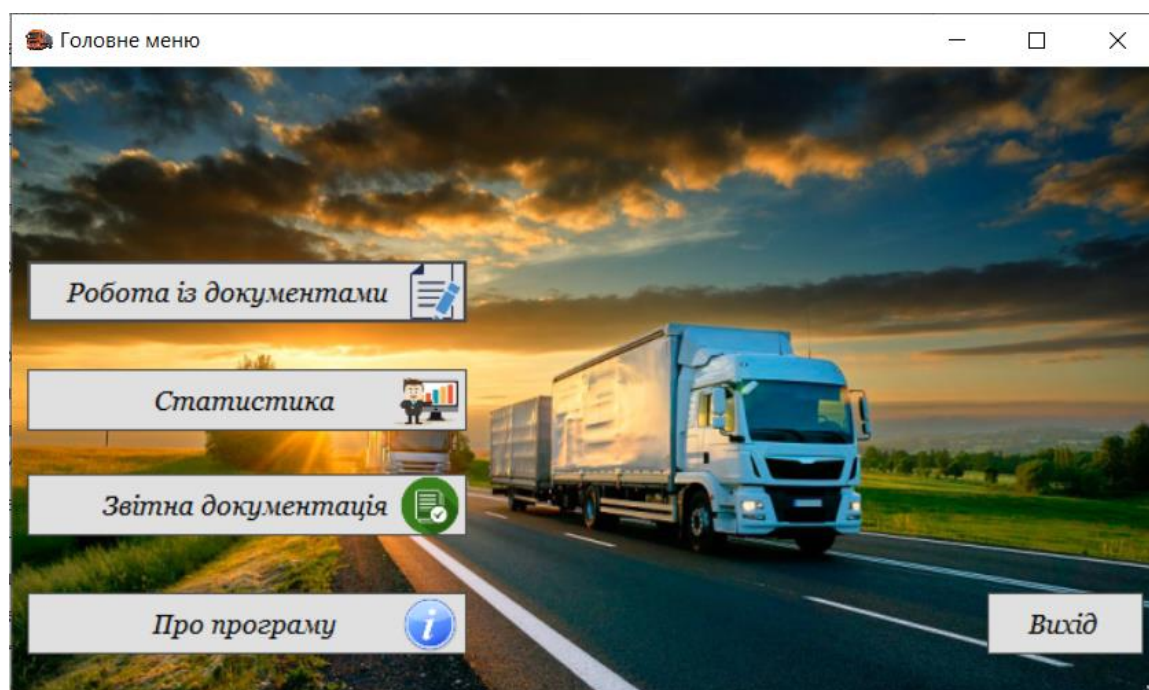 Головне меню
Робота із документами
Статистика
Звітна документація
Про програму
Вихід